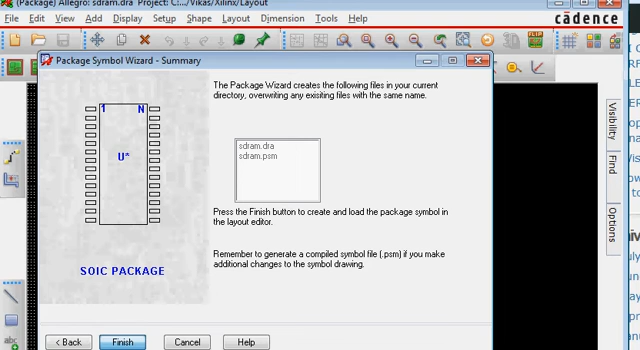 (Package) Allegro: sdram.dra Project: C:.../Vikas/Xilinx/Layout
File Edit View Add Display Setup Shape Layout Dimension Tools Help
cādence
Package Symbol Wizard - Summary
The Package Wizard creates the following files in your current
directory, overwriting any exisiting files with the same name.
1 N
U*
sdram.dra
sdram.psm
Press the Finish button to create and load the package symbol in
the layout editor.
Remember to generate a compiled symbol file (.psm) if you make
additional changes to the symbol drawing.
SOIC PACKAGE
< Back Finish Cancel Help
Visibility
Find
Options
abc